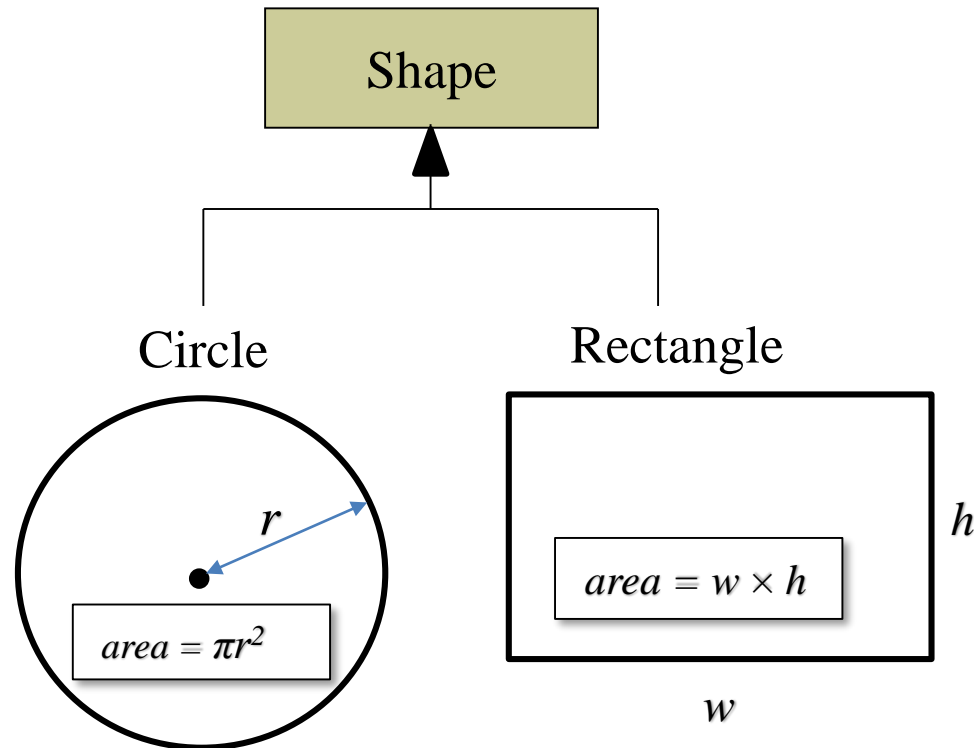 Shape
Circle
Rectangle
r
h
area = w × h
area = πr²
w